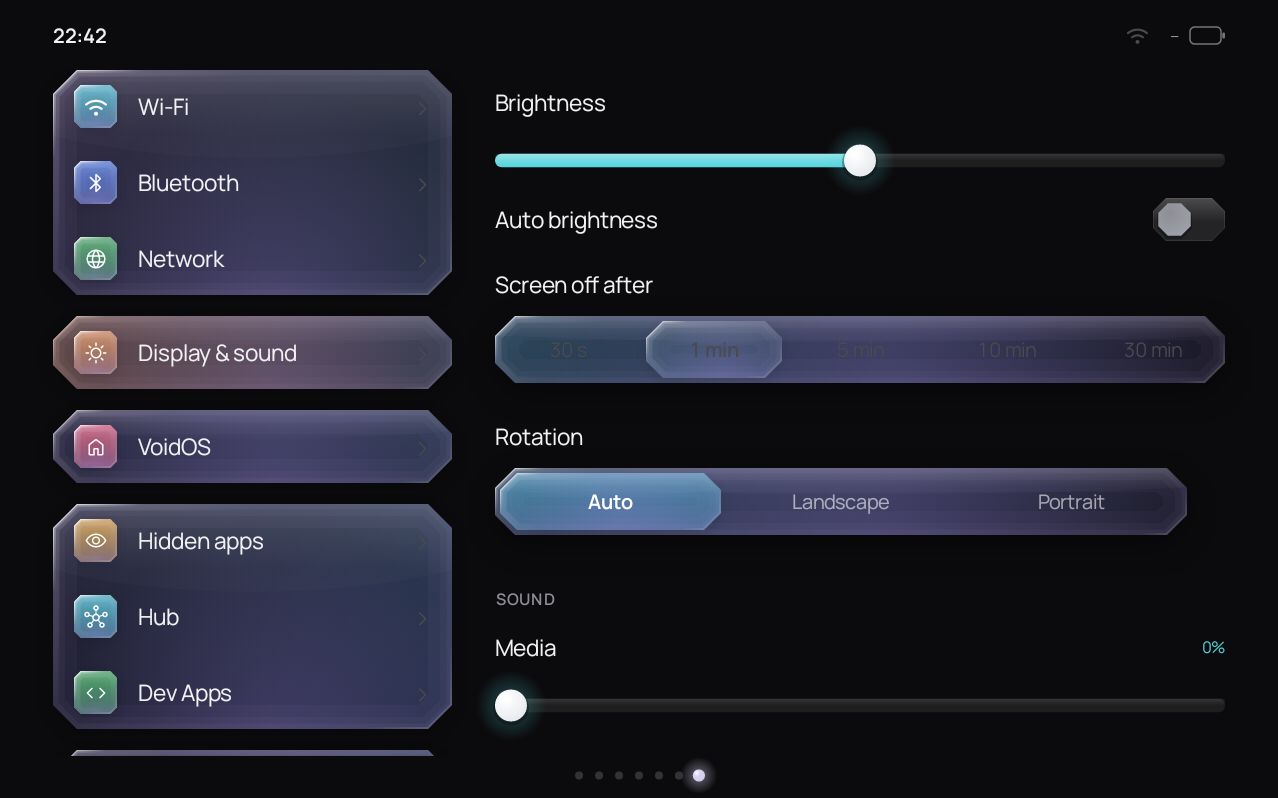 22:42
–
Wi-Fi
Bluetooth
Network
Display & sound
VoidOS
Hidden apps
Hub
Dev Apps
Brightness
Auto brightness
Screen off after
30 s
1 min
5 min
10 min
30 min
Rotation
Auto
Landscape
Portrait
SOUND
Media
0%